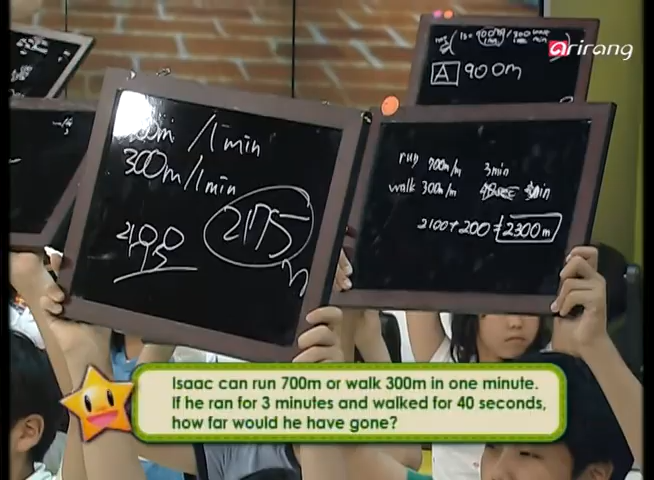 arirang
A 900m
/1min
300m/1min
2175
m
run 700m/m 3min
walk 300m/m
2100+200=2300m
Isaac can run 700m or walk 300m in one minute.
If he ran for 3 minutes and walked for 40 seconds,
how far would he have gone?